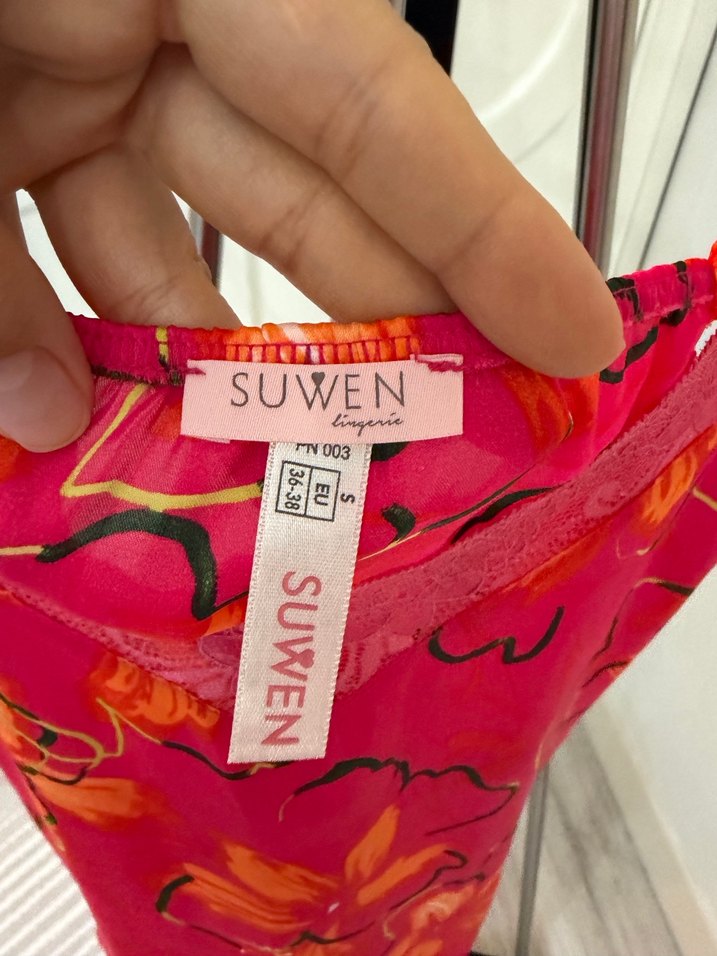 SUWEN
lingerie
PN 003
S
EU
36-38
SUWEN